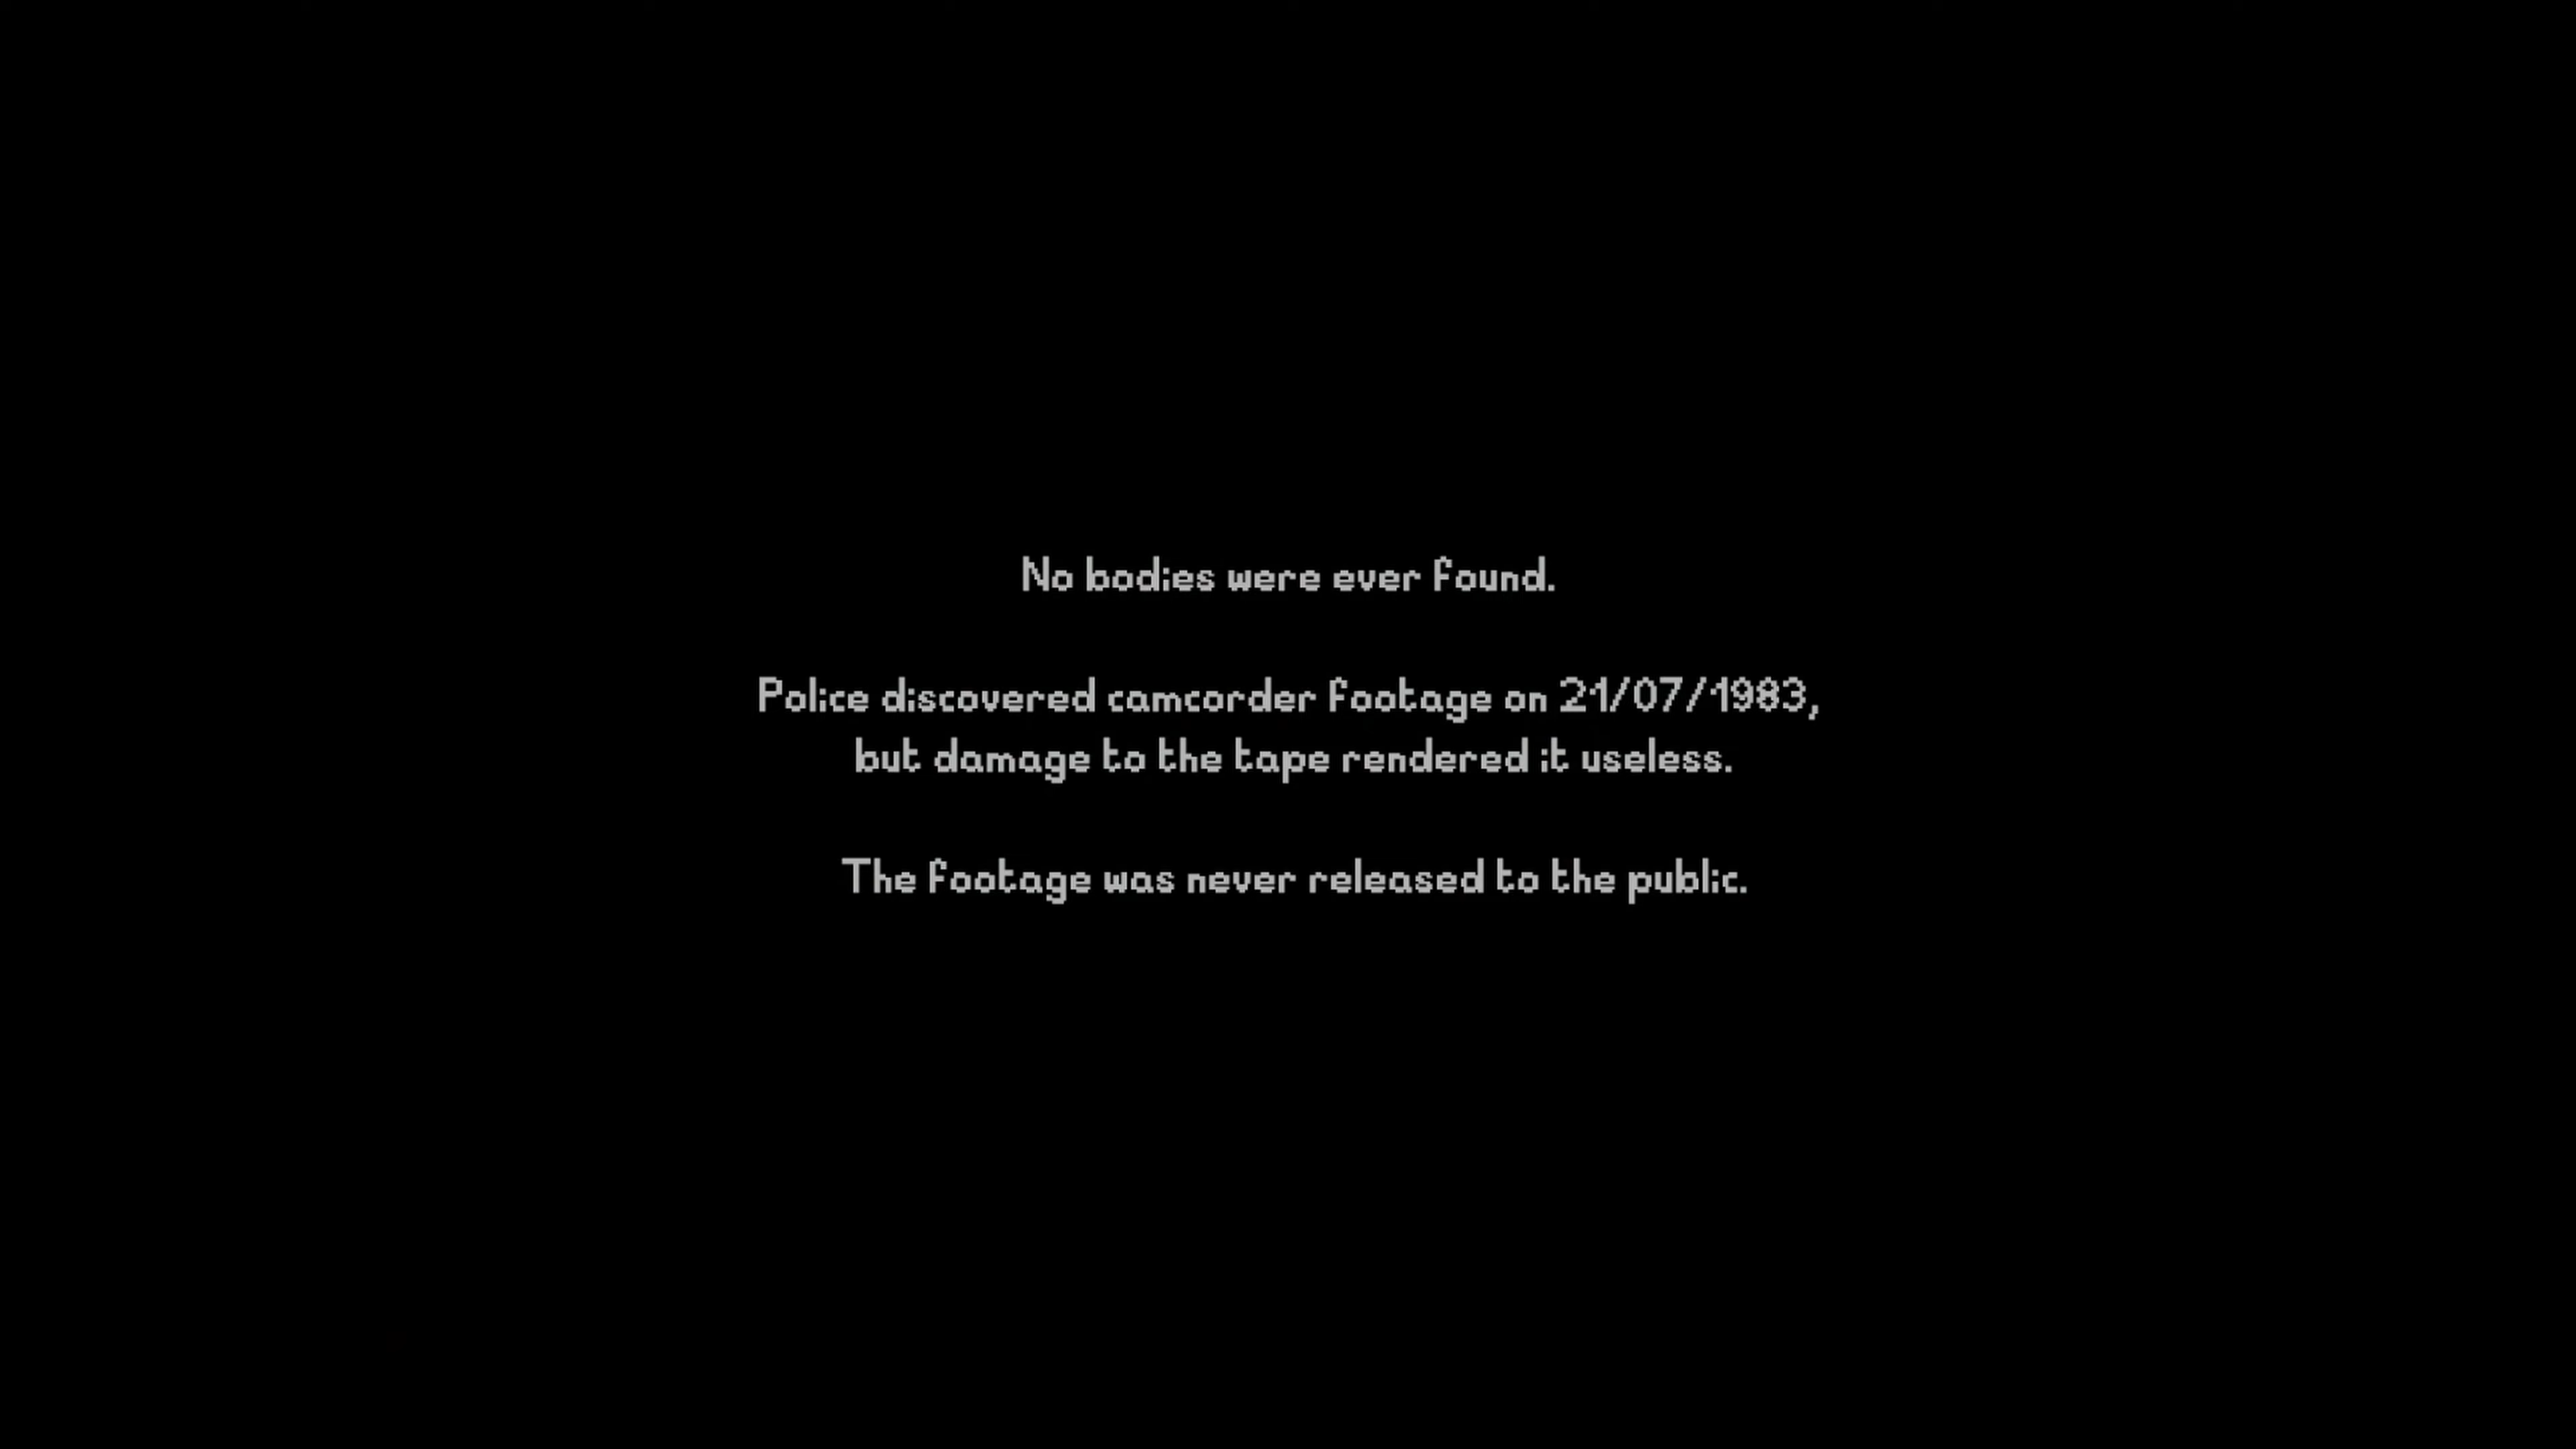 No bodies were ever found.
Police discovered camcorder footage on 21/07/1983,
but damage to the tape rendered it useless.
The footage was never released to the public.